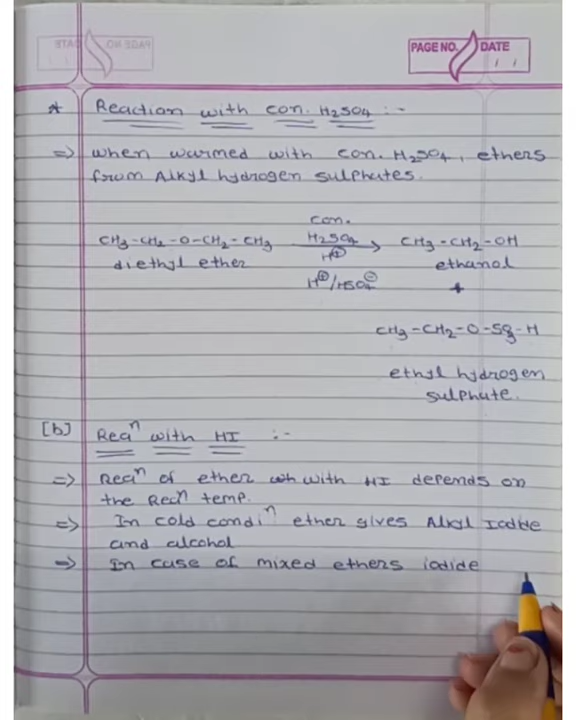 PAGE NO. DATE
* Reaction with con. H2SO4 :-
=> when warmed with con. H2SO4, ethers
from Alkyl hydrogen sulphates.
CH3-CH2-O-CH2-CH3 con. H2SO4 H⊕ → CH3-CH2-OH
diethyl ether H⊕/HSO4⊖ ethanol
+
CH3-CH2-O-SO3-H
ethyl hydrogen
sulphate.
[b] Reaⁿ with HI :-
=> Reaⁿ of ether with HI depends on
the Reaⁿ temp.
=> In cold condiⁿ ether gives Alkyl Iodide
and alcohol
=> In case of mixed ethers iodide